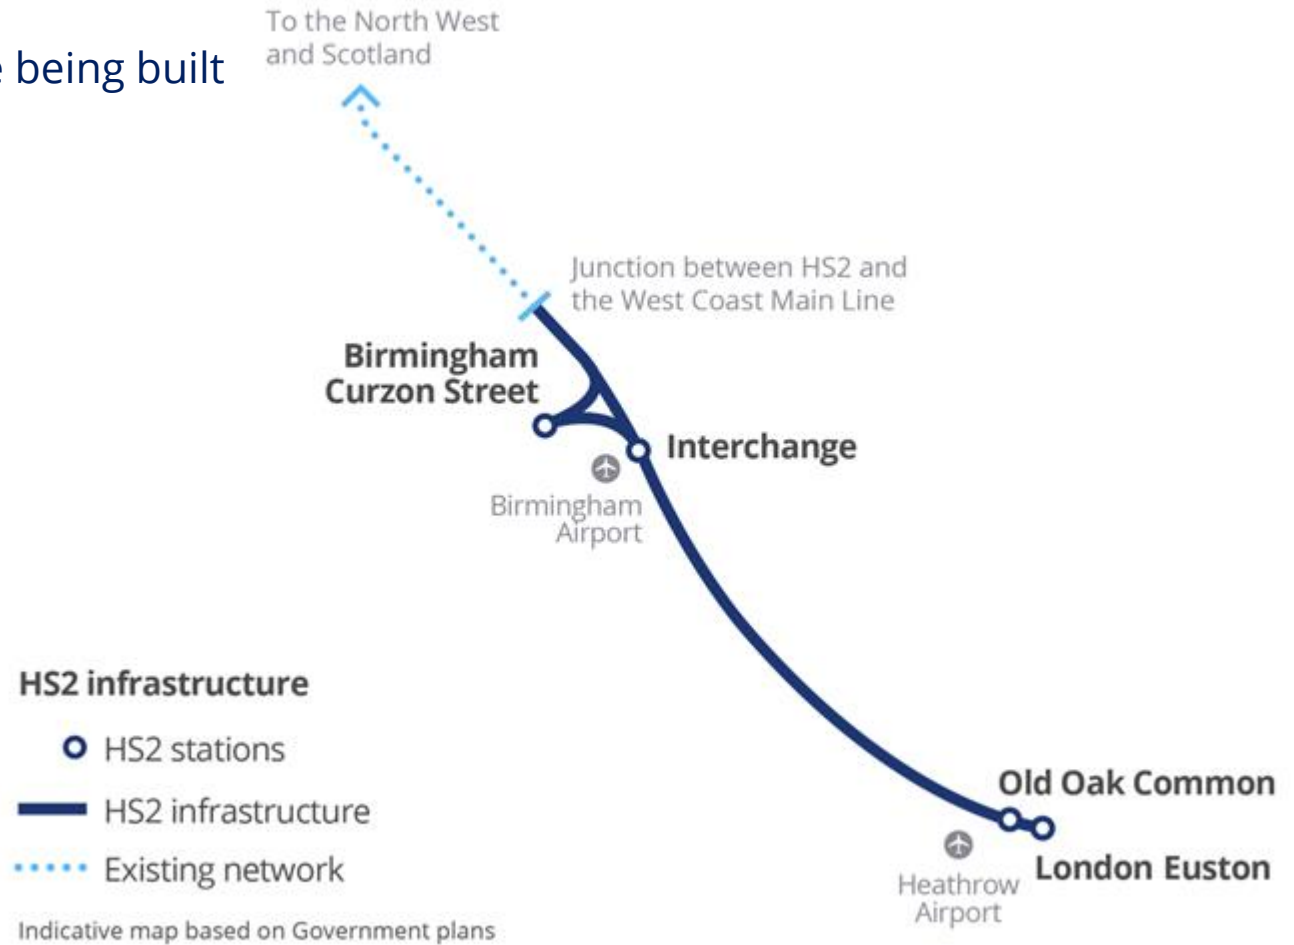 To the North West
and Scotland
being built
Junction between HS2 and
the West Coast Main Line
Birmingham
Curzon Street
Interchange
Birmingham
Airport
HS2 infrastructure
HS2 stations
HS2 infrastructure
Existing network
Indicative map based on Government plans
Old Oak Common
London Euston
Heathrow
Airport